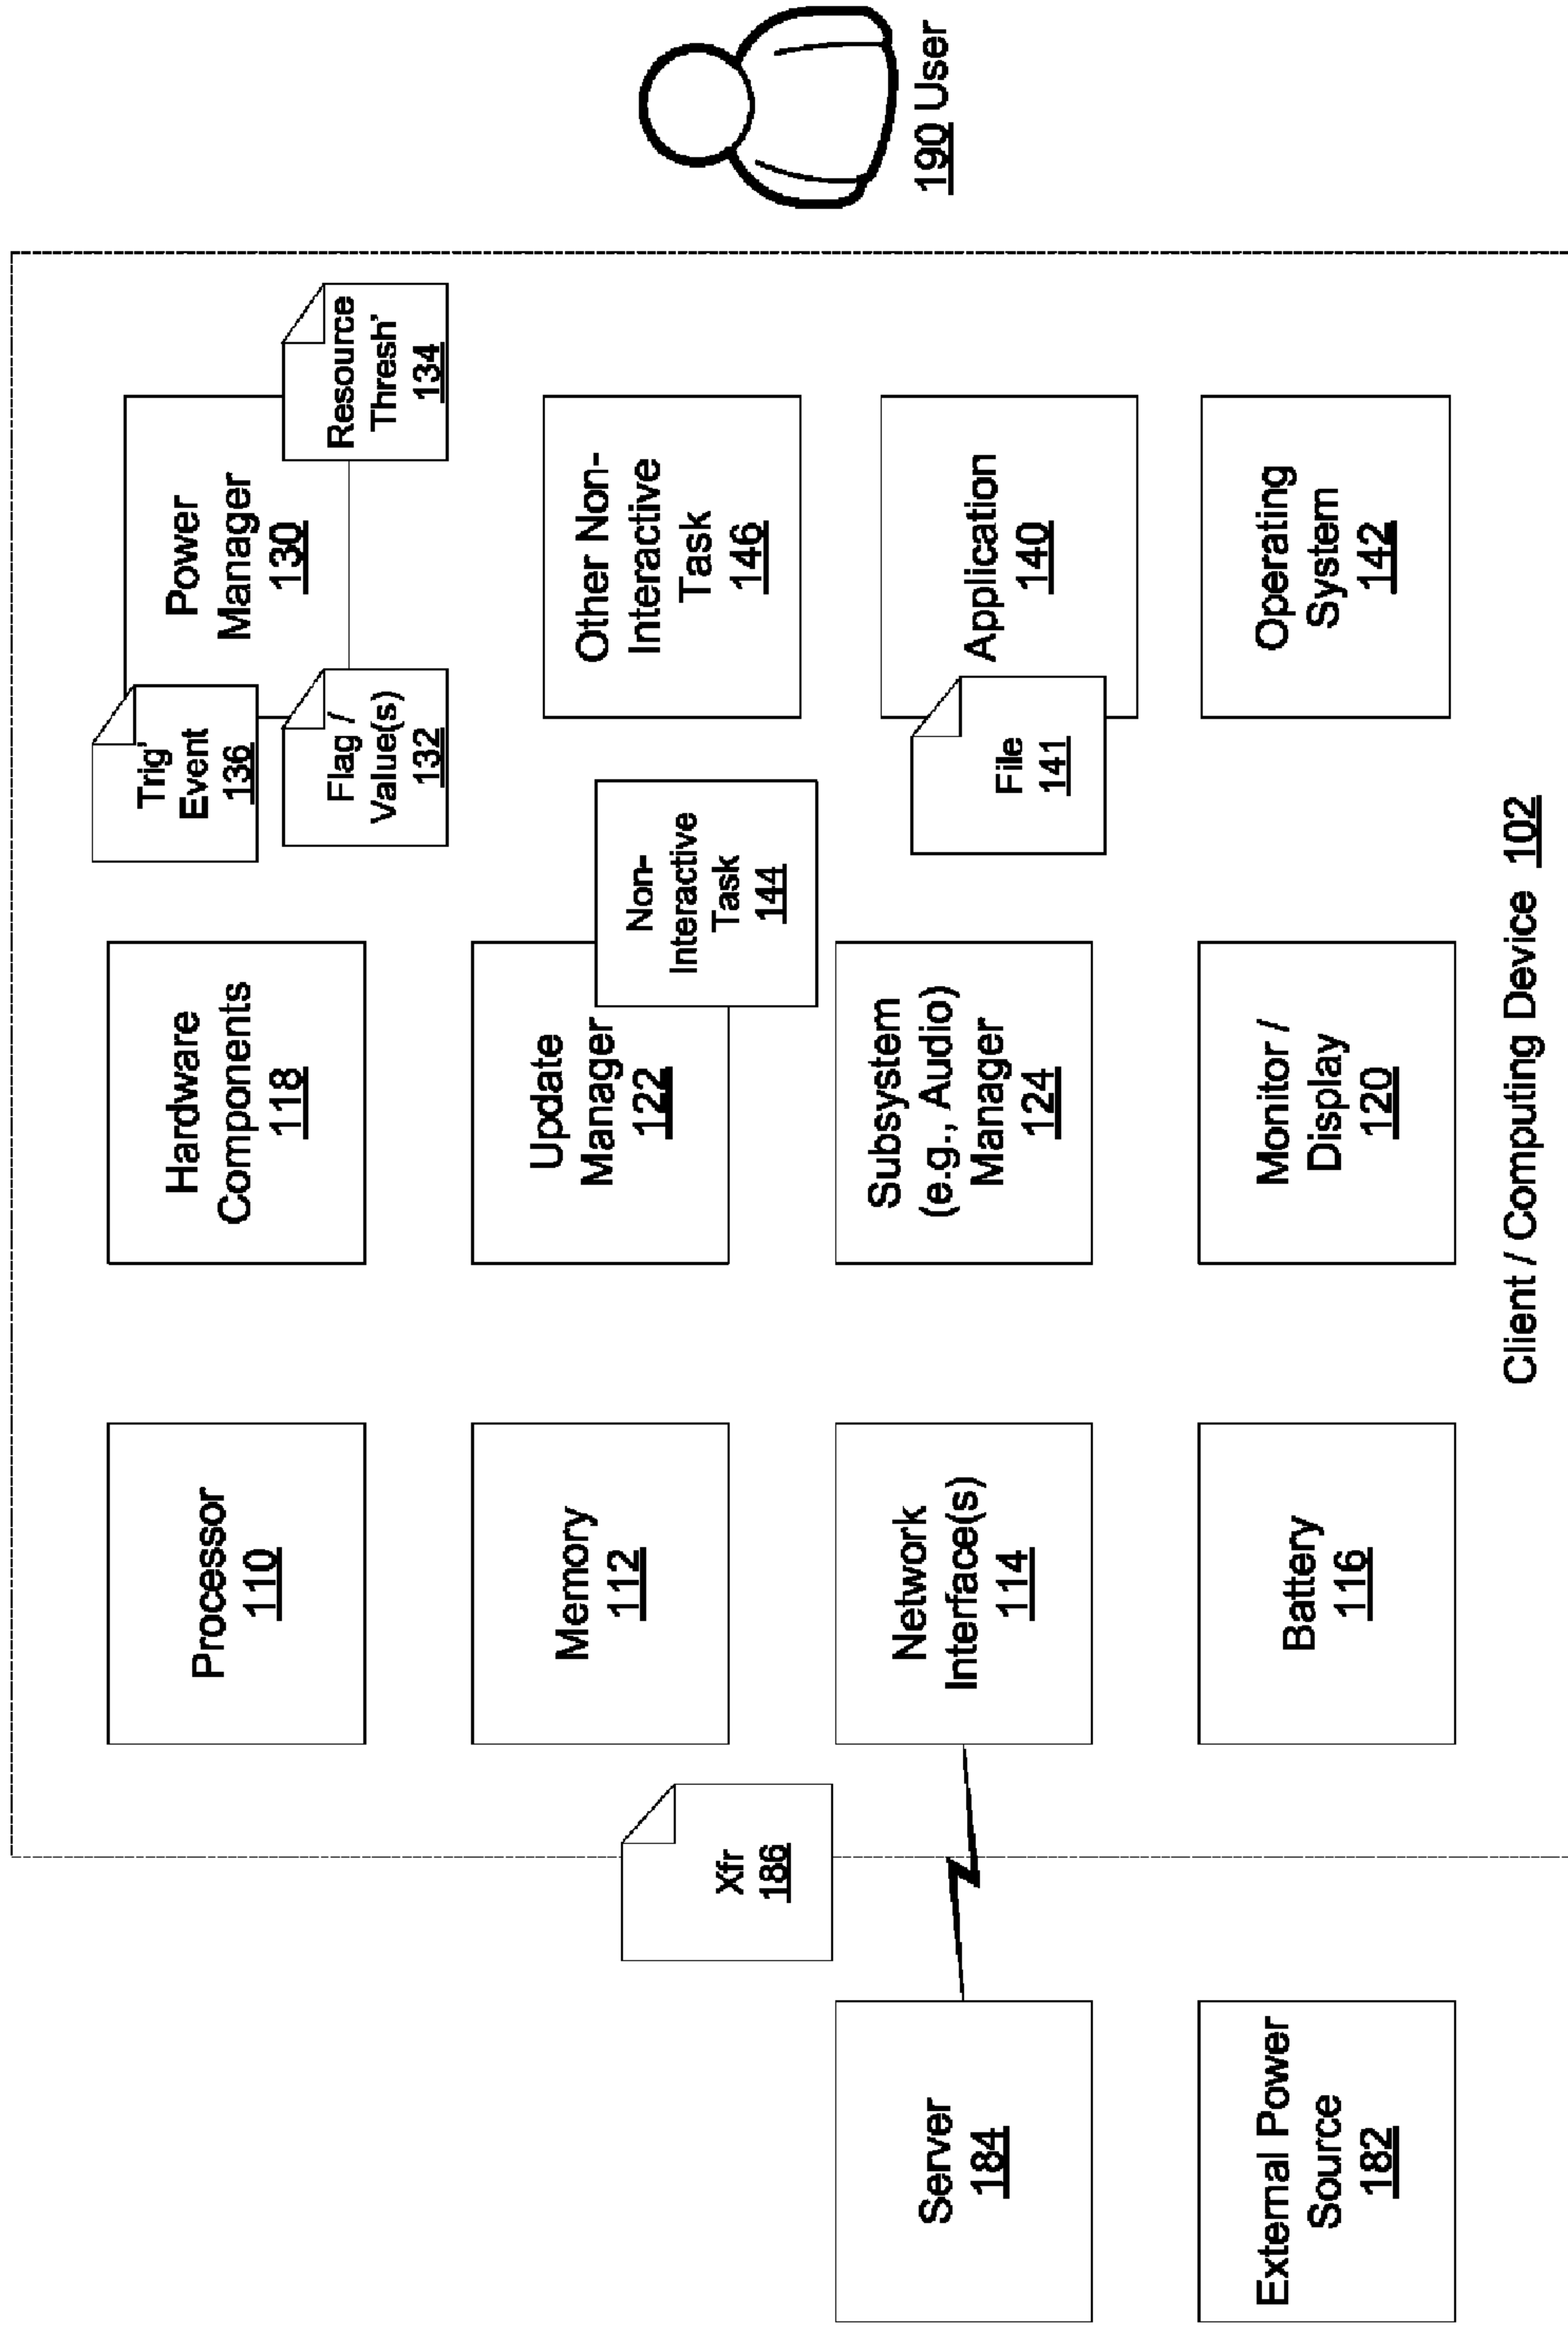 Processor
110
Hardware
Components
118
Trig'
Event
136
Power
Manager
130
Flag /
Value(s)
132
Resource
Thresh'
134
Xfr
186
Memory
112
Update
Manager
122
Non-
Interactive
Task
144
Other Non-
Interactive
Task
146
Server
184
Network
Interface(s)
114
Subsystem
(e.g., Audio)
Manager
124
File
141
Application
140
190 User
External Power
Source
182
Battery
116
Monitor /
Display
120
Operating
System
142
Client / Computing Device 102